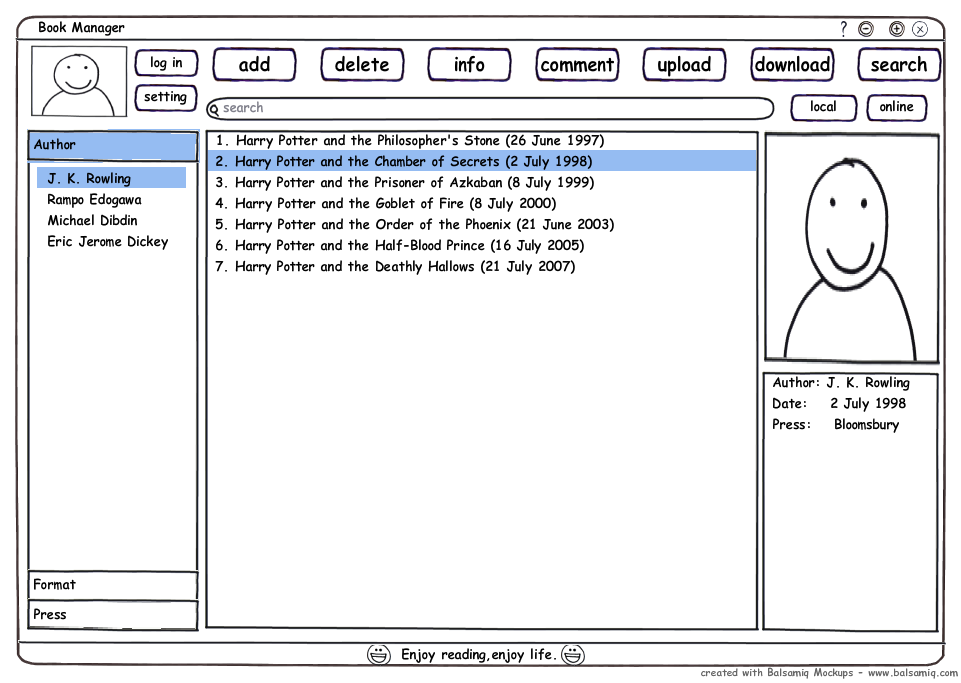 Book Manager ?
log in
setting
add delete info comment upload download search
search
local online
Author
J. K. Rowling
Rampo Edogawa
Michael Dibdin
Eric Jerome Dickey
Format
Press
1. Harry Potter and the Philosopher's Stone (26 June 1997)
2. Harry Potter and the Chamber of Secrets (2 July 1998)
3. Harry Potter and the Prisoner of Azkaban (8 July 1999)
4. Harry Potter and the Goblet of Fire (8 July 2000)
5. Harry Potter and the Order of the Phoenix (21 June 2003)
6. Harry Potter and the Half-Blood Prince (16 July 2005)
7. Harry Potter and the Deathly Hallows (21 July 2007)
Author: J. K. Rowling
Date: 2 July 1998
Press: Bloomsbury
Enjoy reading,enjoy life.
created with Balsamiq Mockups - www.balsamiq.com